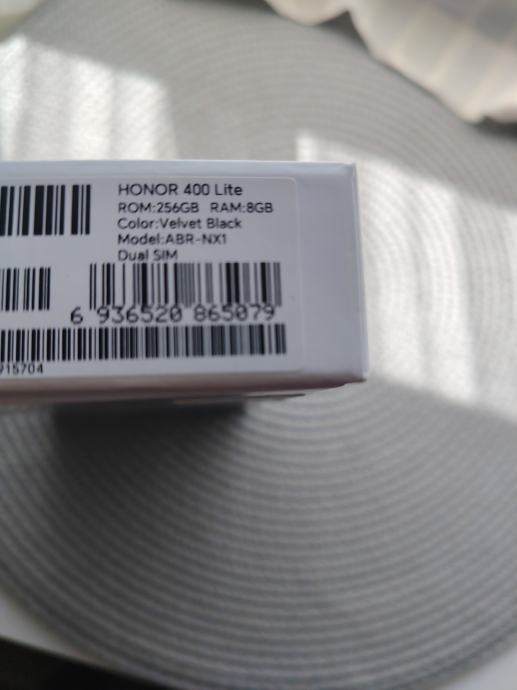 HONOR 400 Lite
ROM:256GB RAM:8GB
Color:Velvet Black
Model:ABR-NX1
Dual SIM
6 936520 865079
915704